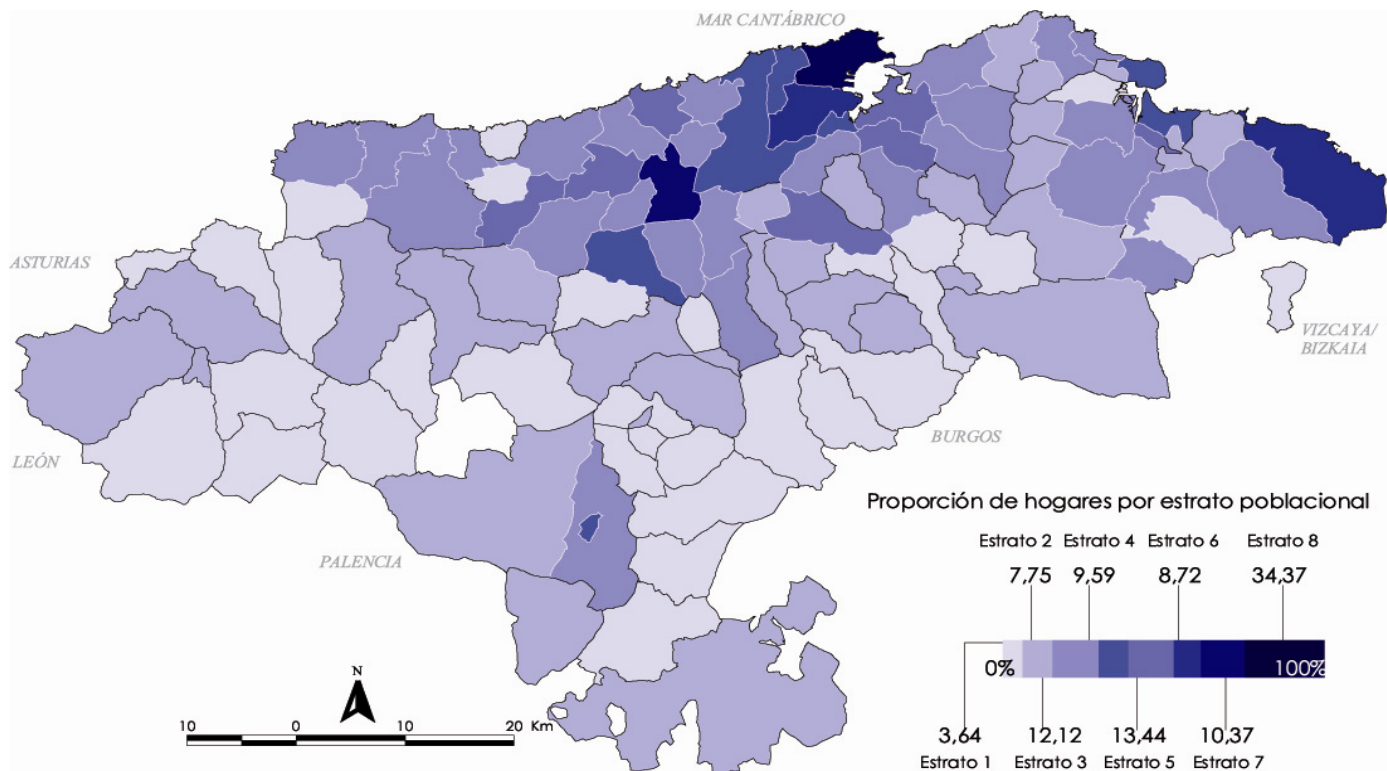 MAR CANTÁBRICO
ASTURIAS
VIZCAYA/
BIZKAIA
LEÓN
BURGOS
PALENCIA
Proporción de hogares por estrato poblacional
Estrato 2 Estrato 4 Estrato 6 Estrato 8
7,75 9,59 8,72 34,37
0% 100%
3,64 12,12 13,44 10,37
Estrato 1 Estrato 3 Estrato 5 Estrato 7
N
10 0 10 20 Km